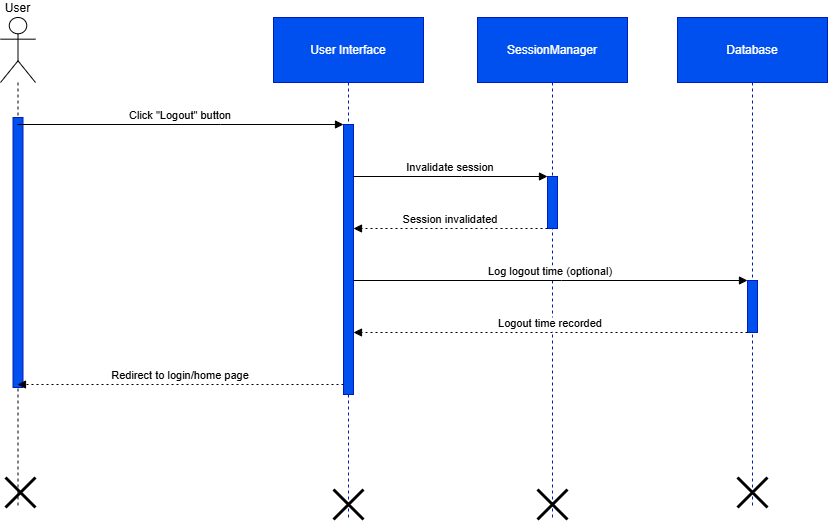 User
User Interface
SessionManager
Database
Click "Logout" button
Invalidate session
Session invalidated
Log logout time (optional)
Logout time recorded
Redirect to login/home page